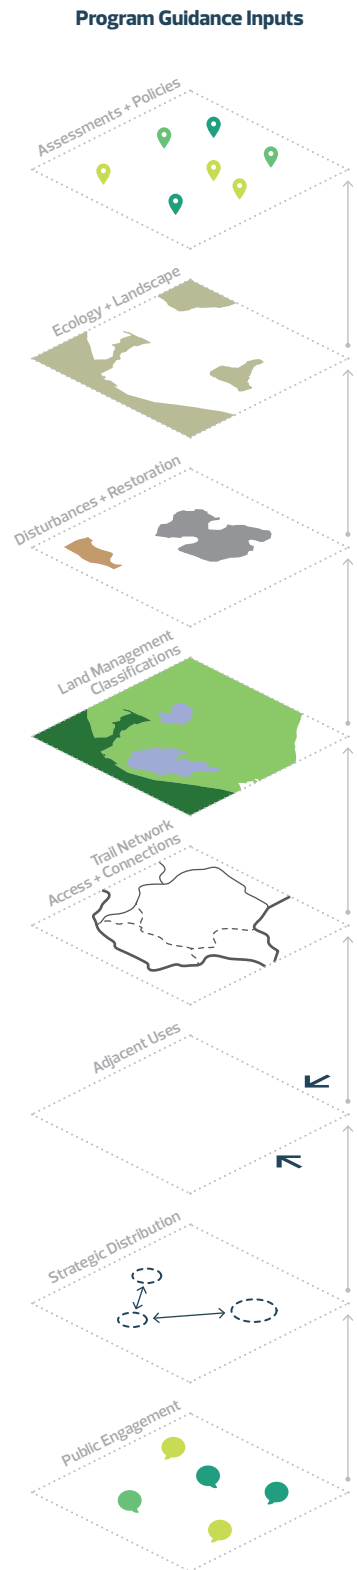 Program Guidance Inputs
Assessments + Policies
Ecology + Landscape
Disturbances + Restoration
Land Management
Classifications
Trail Network
Access + Connections
Adjacent Uses
Strategic Distribution
Public Engagement